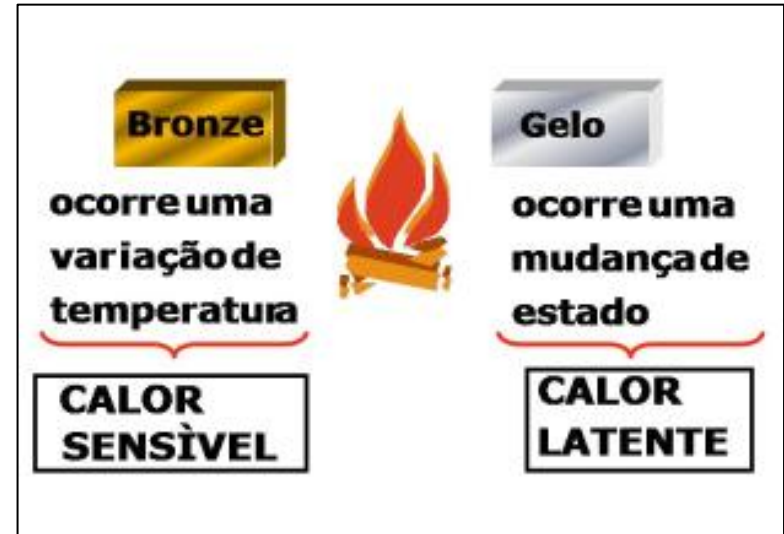 Bronze
ocorre uma
variação de
temperatura
CALOR
SENSÌVEL
Gelo
ocorre uma
mudança de
estado
CALOR
LATENTE